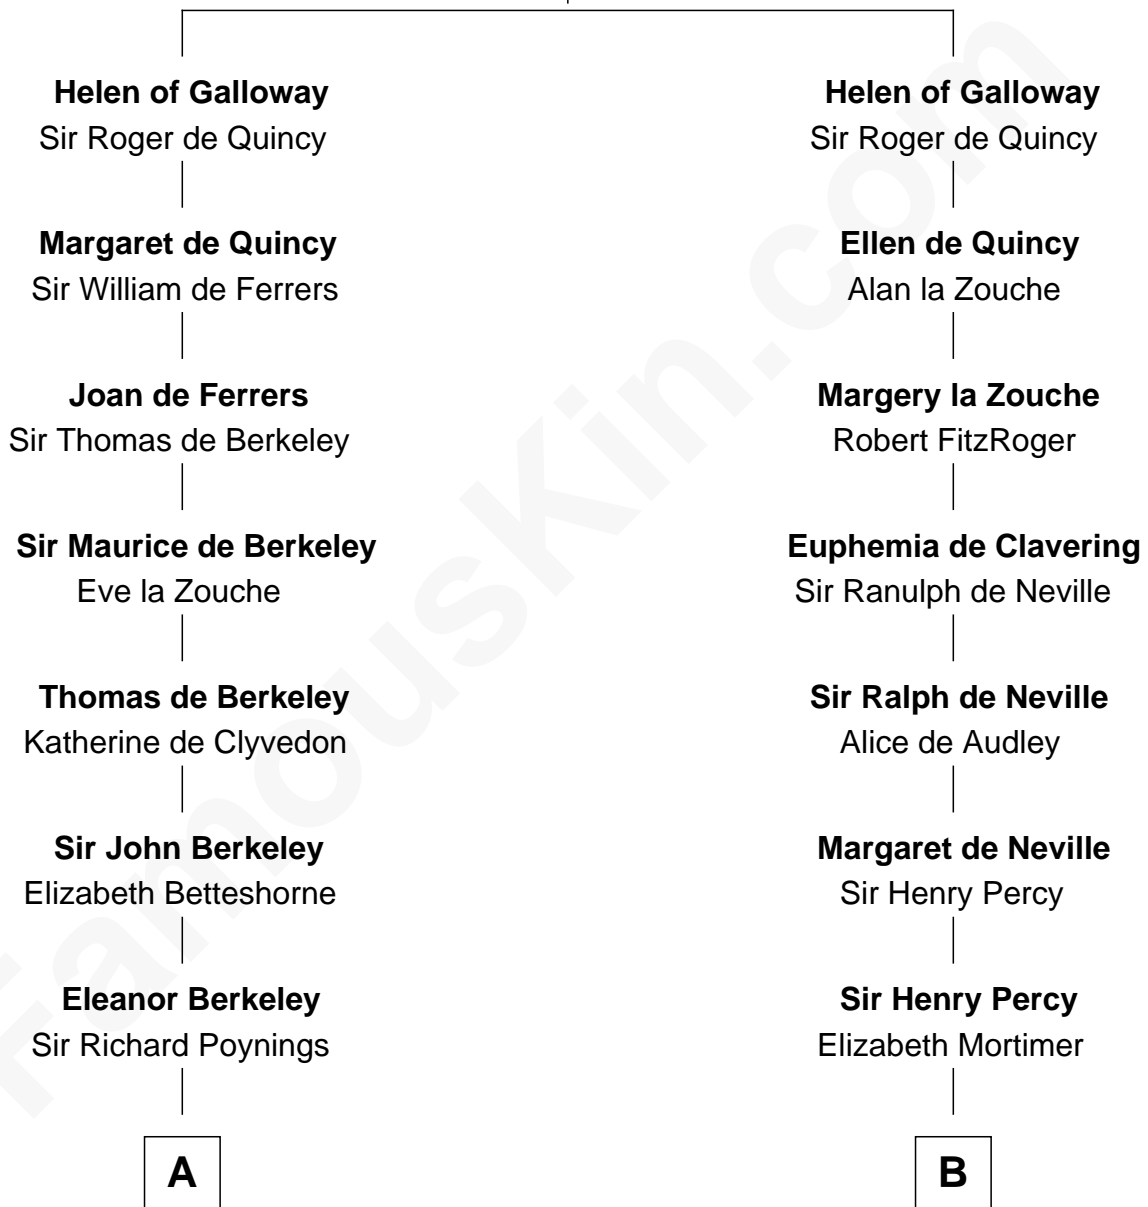 Helen of Galloway
Sir Roger de Quincy
Margaret de Quincy
Sir William de Ferrers
Joan de Ferrers
Sir Thomas de Berkeley
Sir Maurice de Berkeley
Eve la Zouche
Thomas de Berkeley
Katherine de Clyvedon
Sir John Berkeley
Elizabeth Betteshorne
Eleanor Berkeley
Sir Richard Poynings
A
Helen of Galloway
Sir Roger de Quincy
Ellen de Quincy
Alan la Zouche
Margery la Zouche
Robert FitzRoger
Euphemia de Clavering
Sir Ranulph de Neville
Sir Ralph de Neville
Alice de Audley
Margaret de Neville
Sir Henry Percy
Sir Henry Percy
Elizabeth Mortimer
B
FamousKin.com